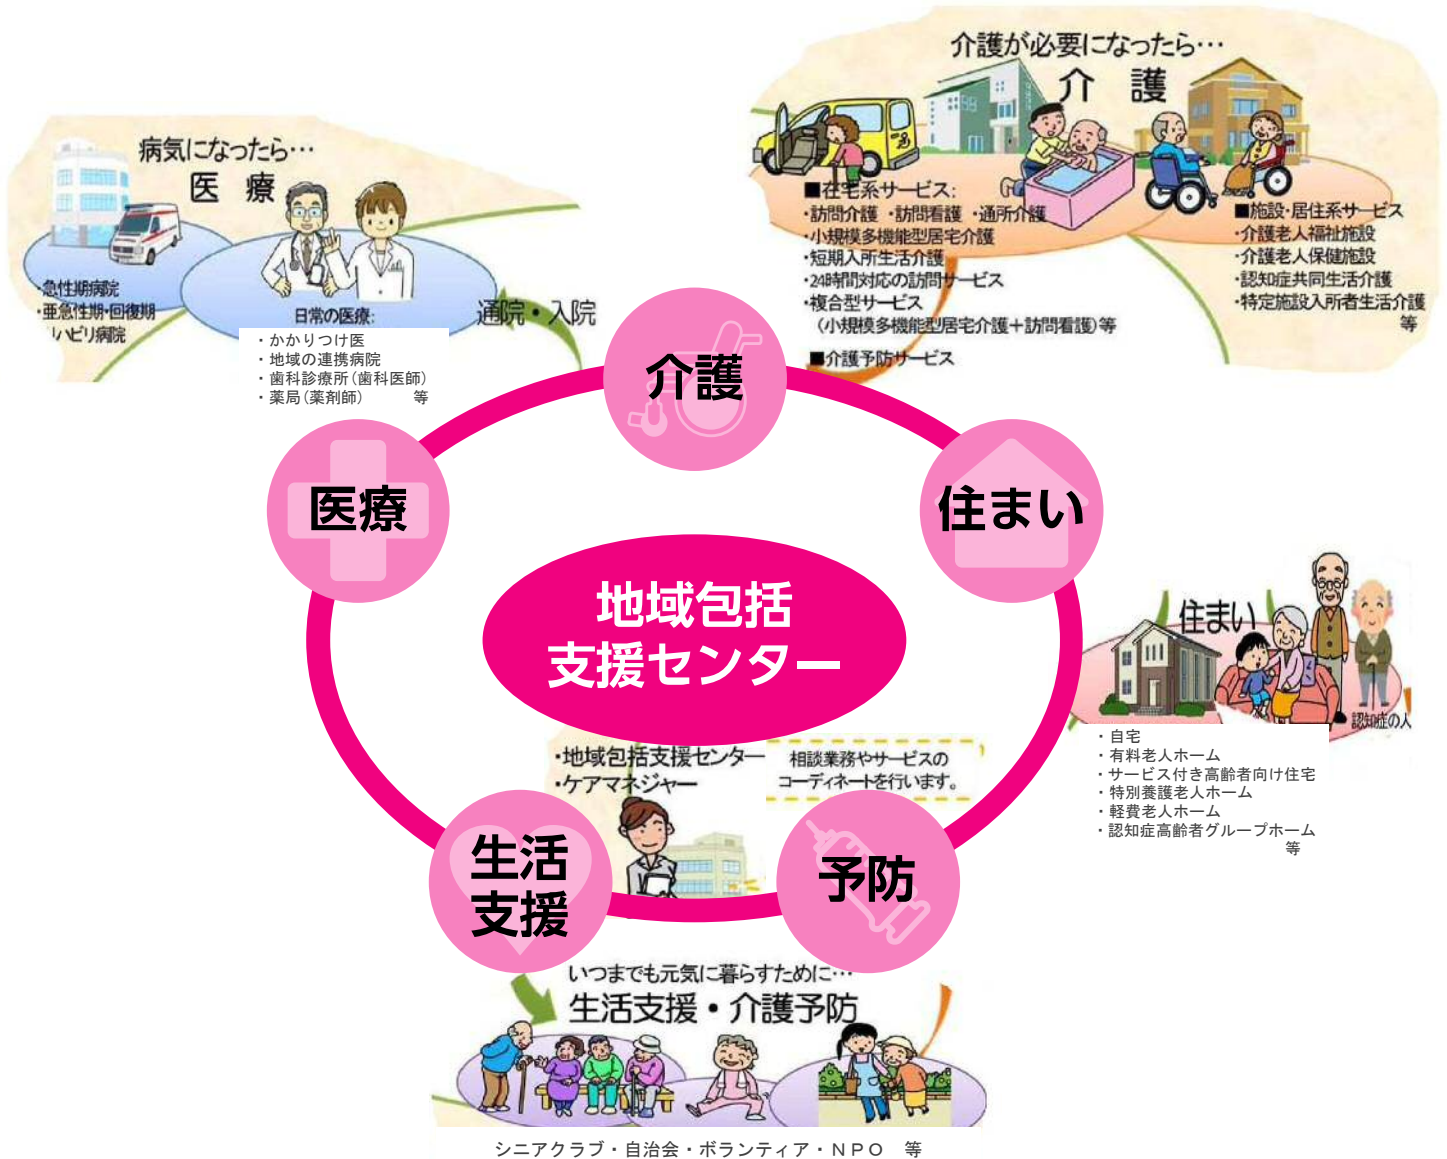 介護が必要になったら…
介 護
■在宅系サービス:
・訪問介護 ・訪問看護 ・通所介護
・小規模多機能型居宅介護
・短期入所生活介護
・24時間対応の訪問サービス
・複合型サービス
（小規模多機能型居宅介護＋訪問看護）等
■介護予防サービス
■施設・居住系サービス
・介護老人福祉施設
・介護老人保健施設
・認知症共同生活介護
・特定施設入所者生活介護
等
病気になったら…
医 療
・急性期病院
・亜急性期・回復期
リハビリ病院
日常の医療:
・かかりつけ医
・地域の連携病院
・歯科診療所(歯科医師)
・薬局(薬剤師) 等
通院・入院
介護
医療
住まい
地域包括
支援センター
住まい
認知症の人
・自宅
・有料老人ホーム
・サービス付き高齢者向け住宅
・特別養護老人ホーム
・軽費老人ホーム
・認知症高齢者グループホーム
等
・地域包括支援センター
・ケアマネジャー
相談業務やサービスの
コーディネートを行います。
生活
支援
予防
いつまでも元気に暮らすために…
生活支援・介護予防
シニアクラブ・自治会・ボランティア・ＮＰＯ 等